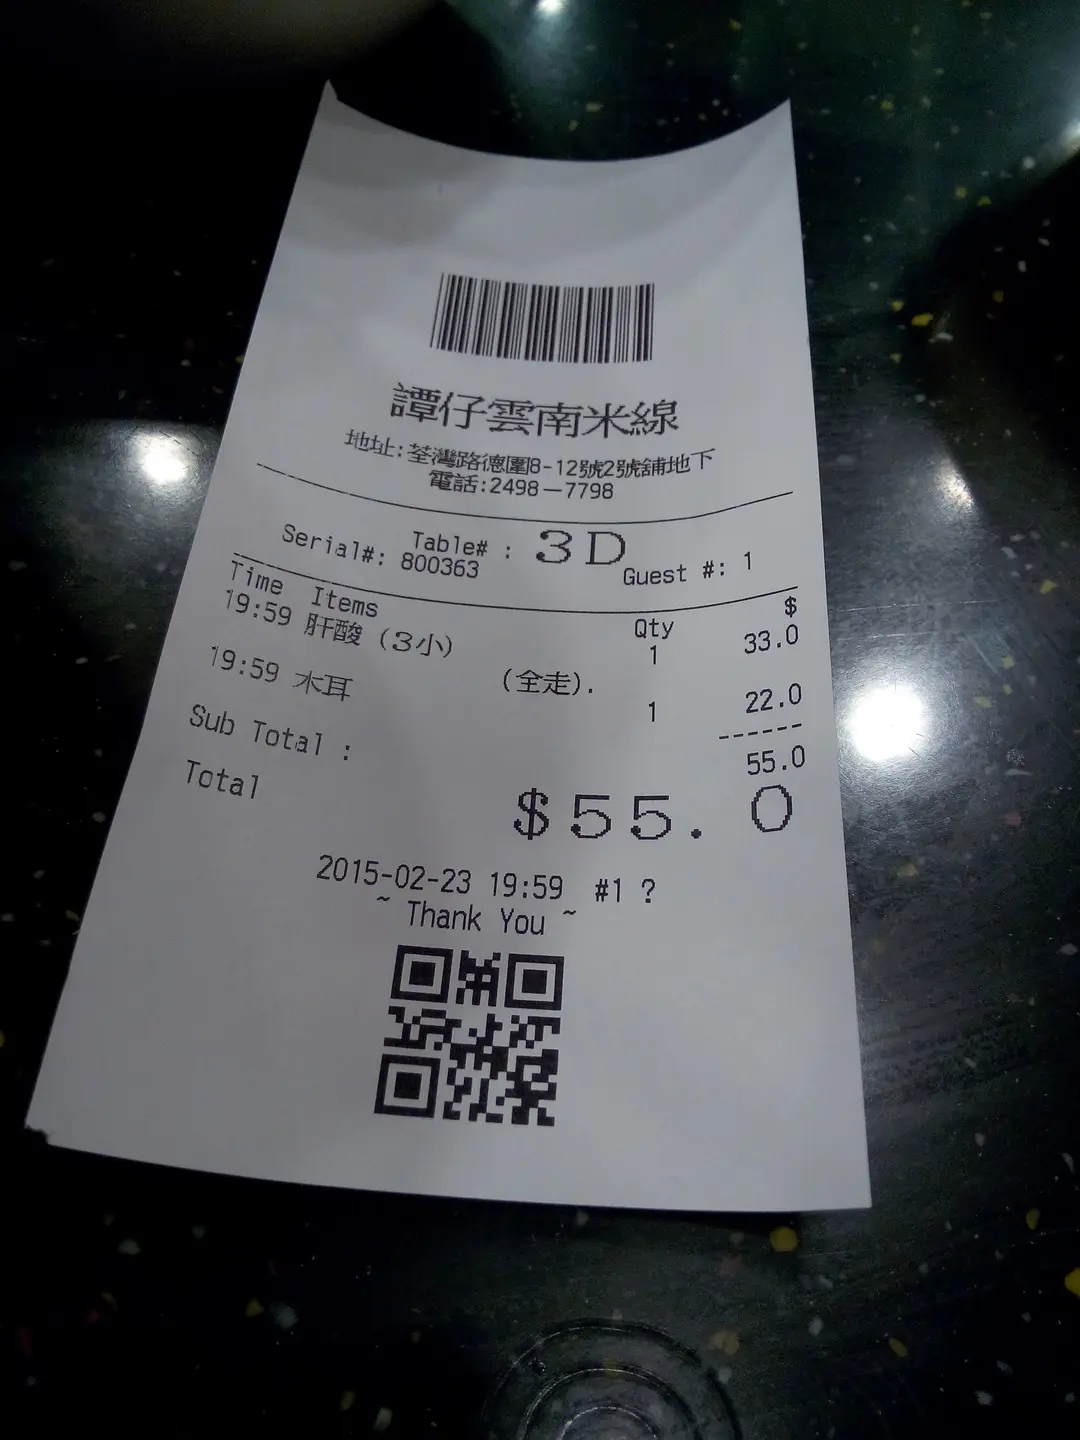 譚仔雲南米線
地址:荃灣路德圍8-12號2號舖地下
電話:2498-7798
Table# : 3D
Serial#: 800363 Guest #: 1
Time Items Qty $
19:59 肝酸 (3小) 1 33.0
(全走).
19:59 木耳 1 22.0
------
Sub Total : 55.0
Total $55.0
2015-02-23 19:59 #1 ?
~ Thank You ~